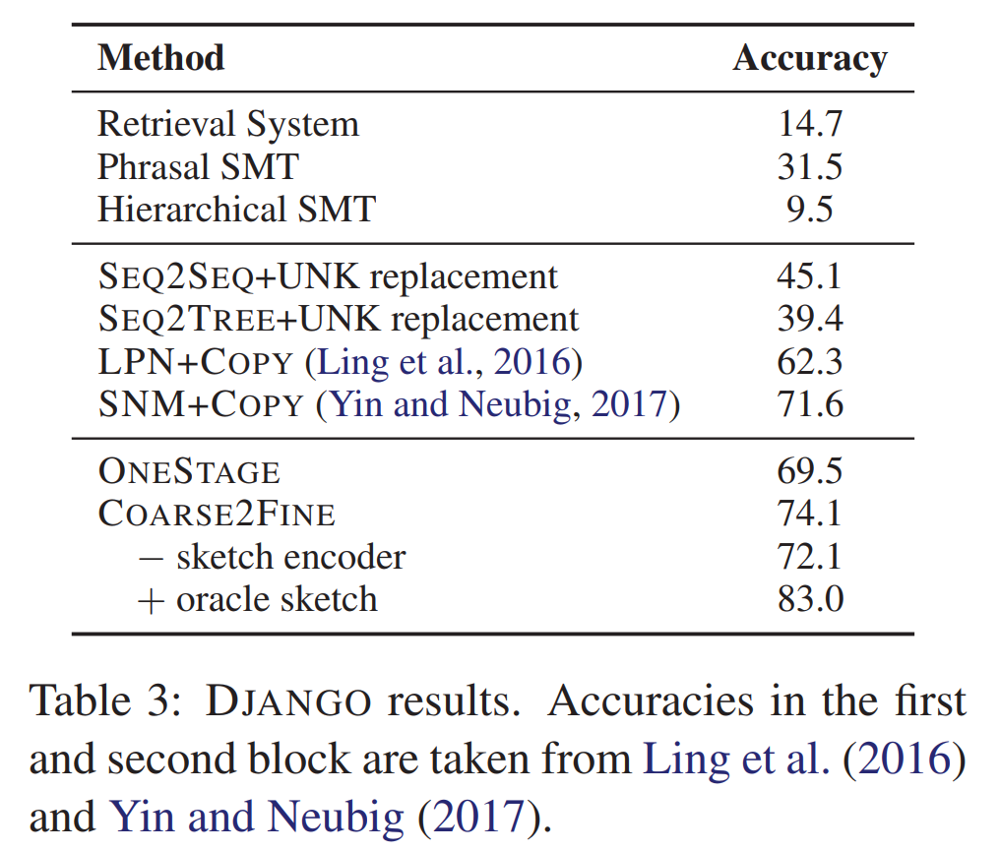 Method Accuracy
Retrieval System 14.7
Phrasal SMT 31.5
Hierarchical SMT 9.5
SEQ2SEQ+UNK replacement 45.1
SEQ2TREE+UNK replacement 39.4
LPN+COPY (Ling et al., 2016) 62.3
SNM+COPY (Yin and Neubig, 2017) 71.6
ONESTAGE 69.5
COARSE2FINE 74.1
− sketch encoder 72.1
+ oracle sketch 83.0
Table 3: DJANGO results. Accuracies in the first
and second block are taken from Ling et al. (2016)
and Yin and Neubig (2017).